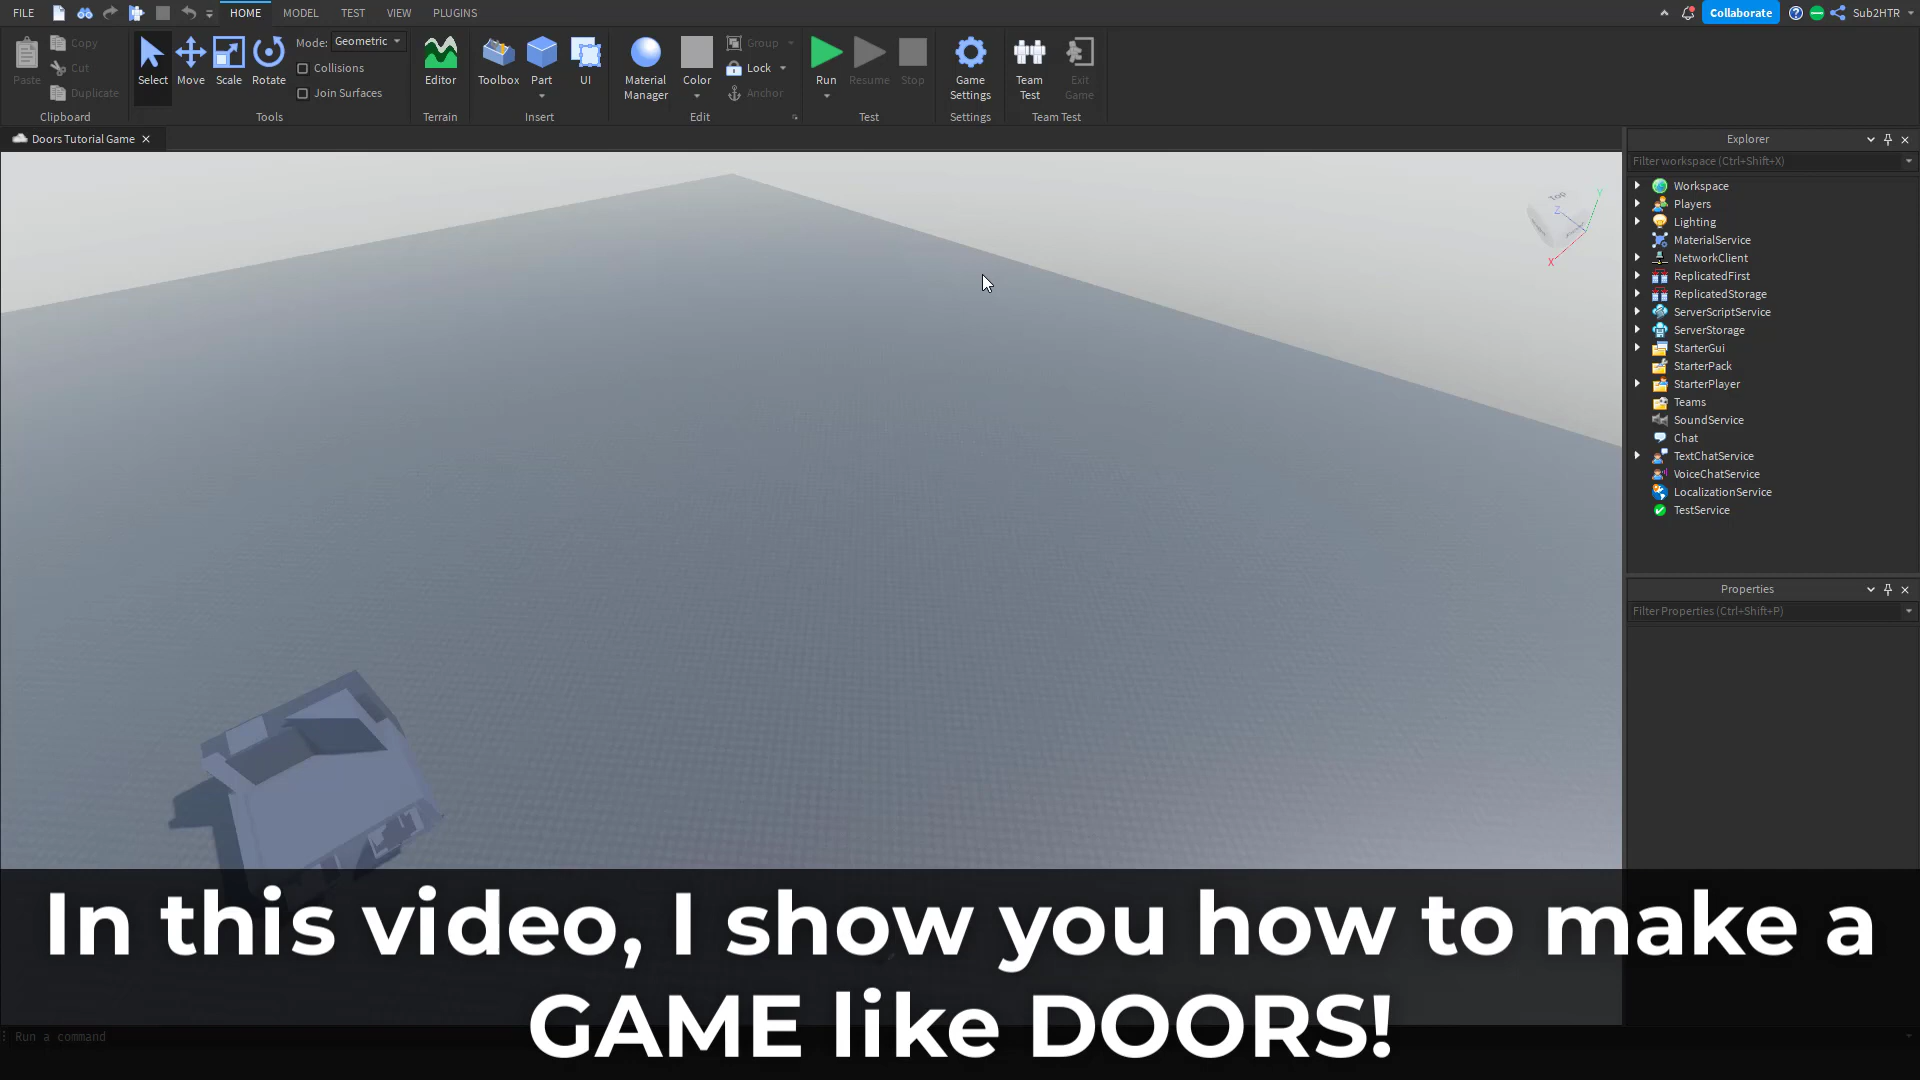 FILE HOME MODEL TEST VIEW PLUGINS Collaborate Sub2HTR
Paste Copy Cut Duplicate Clipboard
Select Move Scale Rotate Mode: Geometric Collisions Join Surfaces Tools
Editor Terrain
Toolbox Part UI Insert
Material Manager Color Group Lock Anchor Edit
Run Resume Stop Test
Game Settings Settings
Team Test Exit Game Team Test
Doors Tutorial Game
Top
Z
Y
X
Explorer
Filter workspace (Ctrl+Shift+X)
Workspace
Players
Lighting
MaterialService
NetworkClient
ReplicatedFirst
ReplicatedStorage
ServerScriptService
ServerStorage
StarterGui
StarterPack
StarterPlayer
Teams
SoundService
Chat
TextChatService
VoiceChatService
LocalizationService
TestService
Properties
Filter Properties (Ctrl+Shift+P)
In this video, I show you how to make a
GAME like DOORS!
Run a command